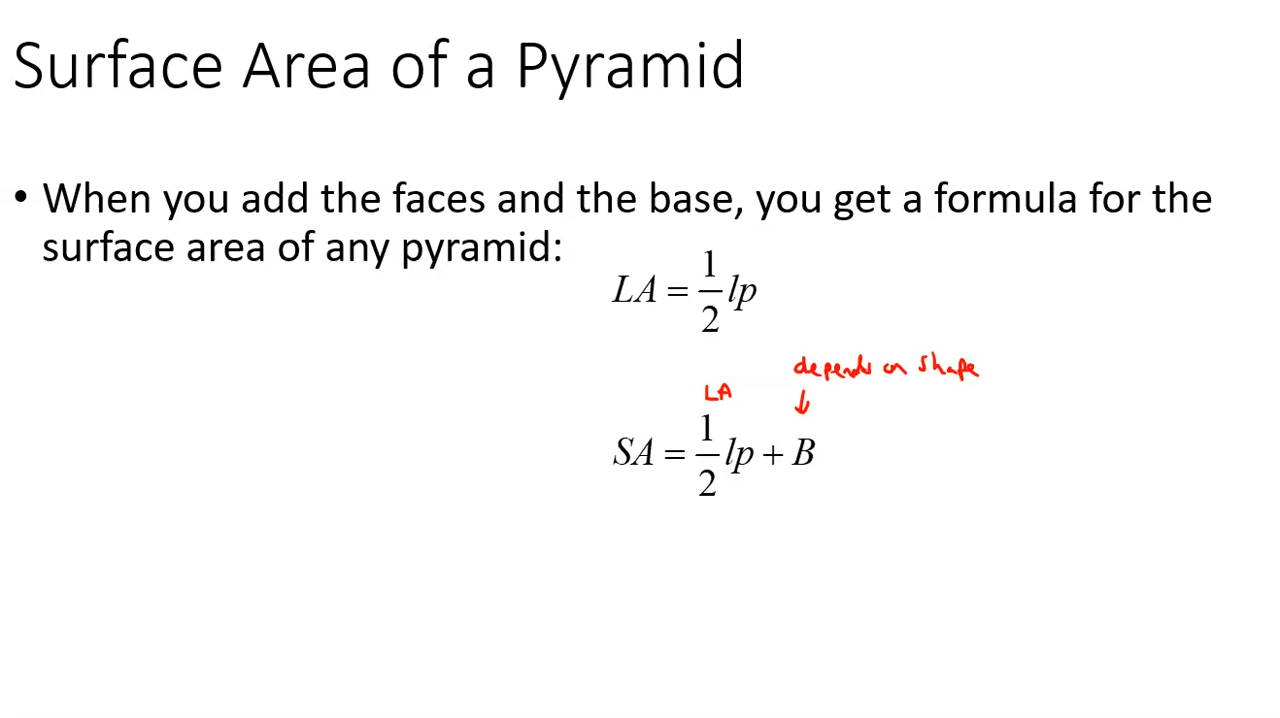 Surface Area of a Pyramid
• When you add the faces and the base, you get a formula for the
surface area of any pyramid:
LA = 1/2 lp
depends on shape
LA ↓
SA = 1/2 lp + B